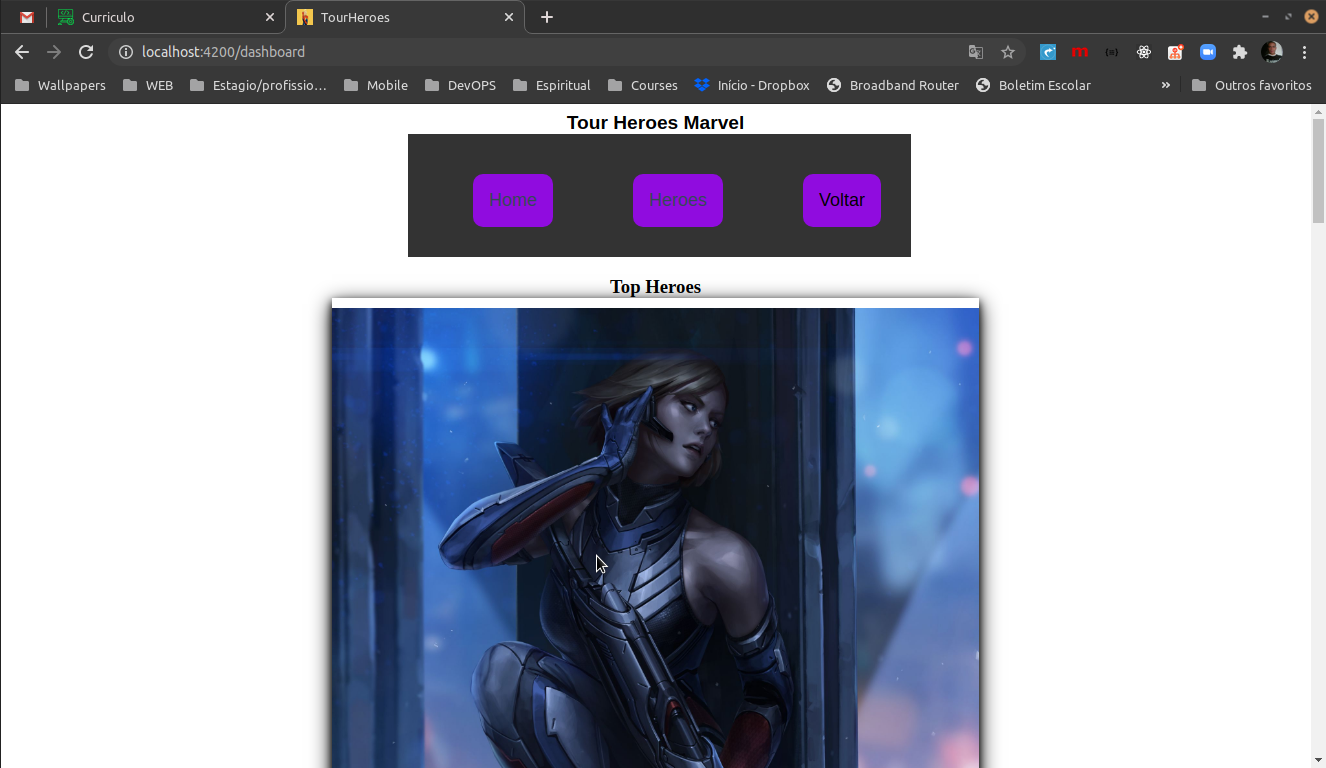 Curriculo
TourHeroes
localhost:4200/dashboard
Wallpapers WEB Estagio/profissio... Mobile DevOPS Espiritual Courses Início - Dropbox Broadband Router Boletim Escolar » Outros favoritos
Tour Heroes Marvel
Home Heroes Voltar
Top Heroes